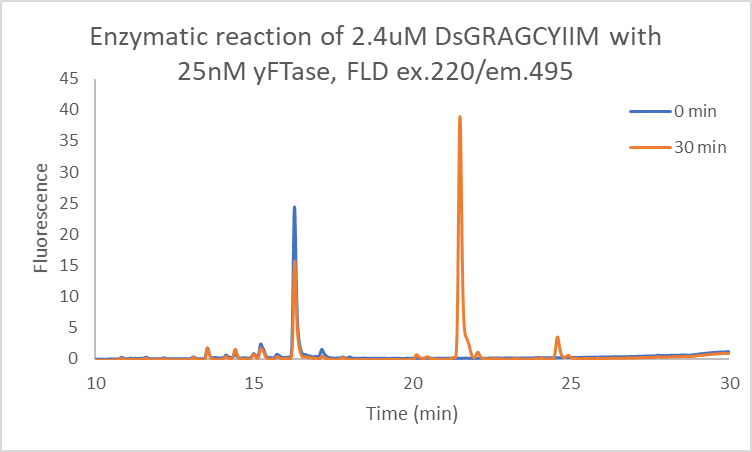 Enzymatic reaction of 2.4uM DsGRAGCYIIM with
25nM yFTase, FLD ex.220/em.495
45
40
35
30
25
20
15
10
5
0
Fluorescence
0 min
30 min
10
15
20
25
30
Time (min)